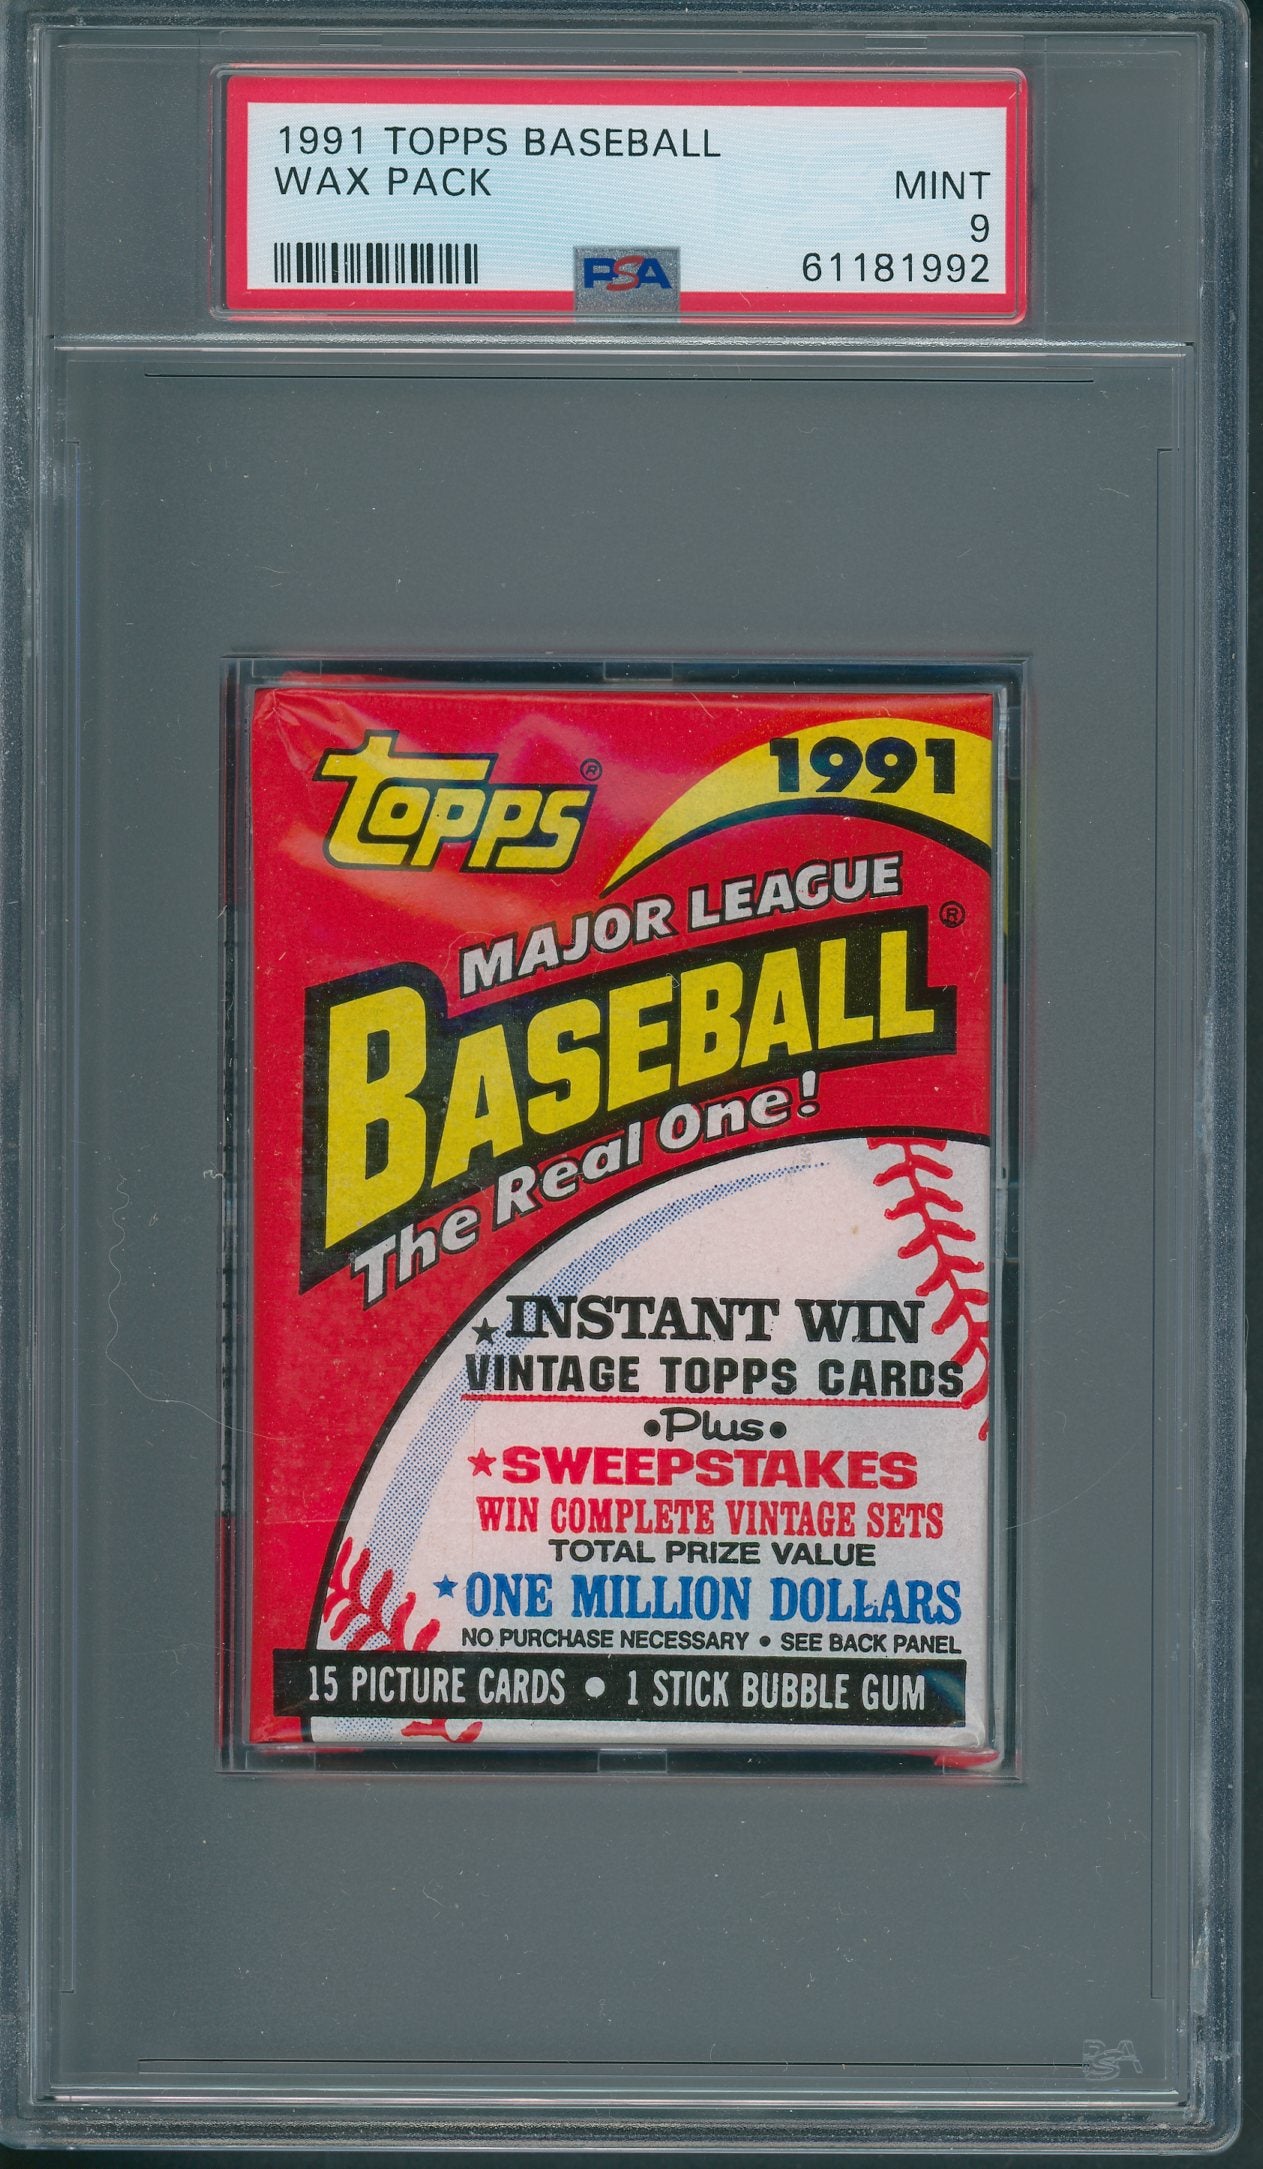 1991 TOPPS BASEBALL
WAX PACK
MINT
9
PSA
61181992
TOPPS ®
1991
MAJOR LEAGUE
BASEBALL ®
The Real One!
★ INSTANT WIN
VINTAGE TOPPS CARDS
•Plus•
★ SWEEPSTAKES
WIN COMPLETE VINTAGE SETS
TOTAL PRIZE VALUE
★ ONE MILLION DOLLARS
NO PURCHASE NECESSARY • SEE BACK PANEL
15 PICTURE CARDS • 1 STICK BUBBLE GUM
PSA